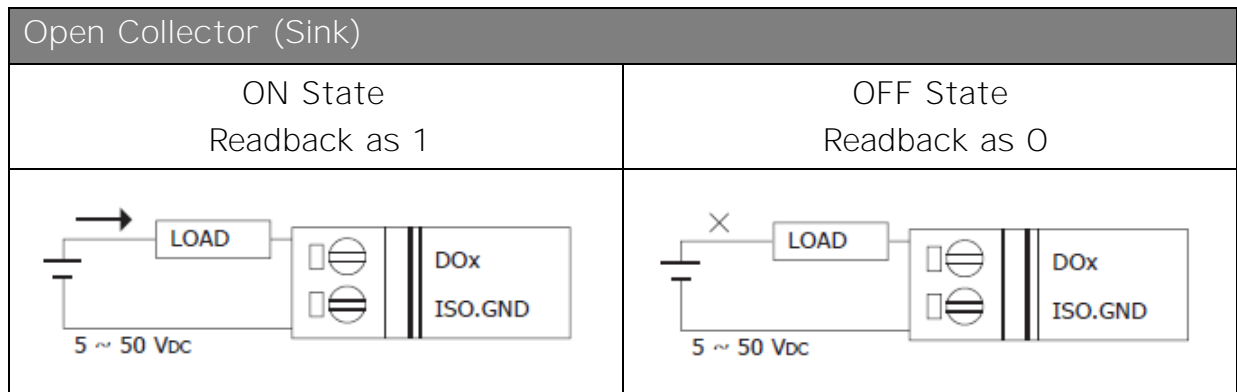 Open Collector (Sink)
ON State
Readback as 1
OFF State
Readback as 0
LOAD
DOx
ISO.GND
5 ~ 50 VDC
LOAD
DOx
ISO.GND
5 ~ 50 VDC